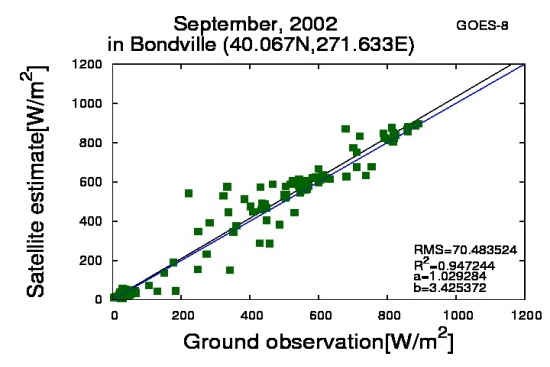 September, 2002
GOES-8
in Bondville (40.067N,271.633E)
Satellite estimate[W/m²]
1200
1000
800
600
400
200
0
RMS=70.483524
R²=0.947244
a=1.029284
b=3.425372
0 200 400 600 800 1000 1200
Ground observation[W/m²]